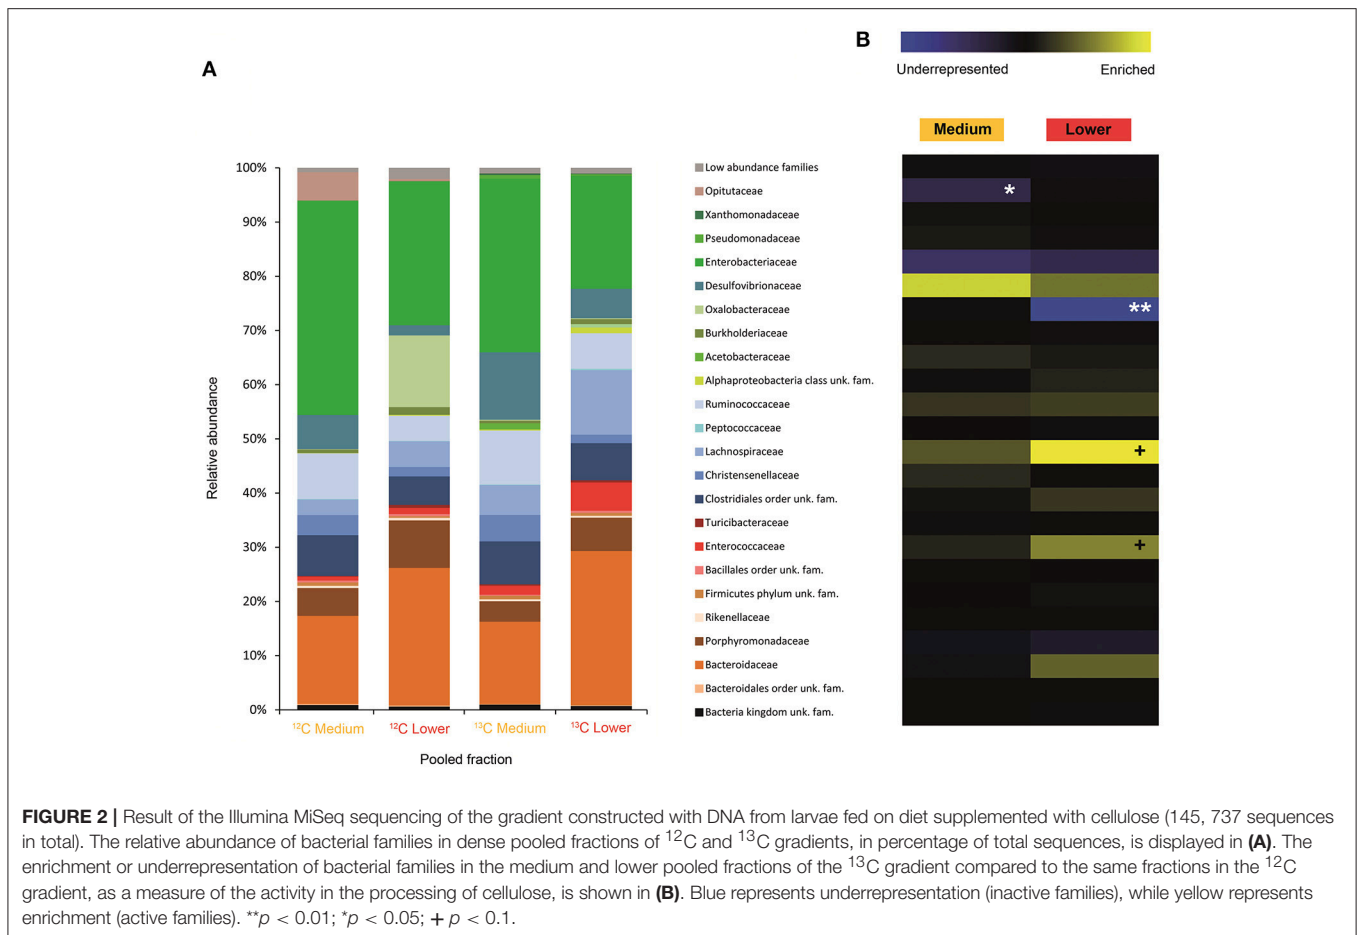 B
A
Underrepresented
Enriched
Medium
Lower
100%
90%
80%
70%
60%
50%
40%
30%
20%
10%
0%
Relative abundance
¹²C Medium
¹²C Lower
¹³C Medium
¹³C Lower
Pooled fraction
Low abundance families
Opitutaceae
Xanthomonadaceae
Pseudomonadaceae
Enterobacteriaceae
Desulfovibrionaceae
Oxalobacteraceae
Burkholderiaceae
Acetobacteraceae
Alphaproteobacteria class unk. fam.
Ruminococcaceae
Peptococcaceae
Lachnospiraceae
Christensenellaceae
Clostridiales order unk. fam.
Turicibacteraceae
Enterococcaceae
Bacillales order unk. fam.
Firmicutes phylum unk. fam.
Rikenellaceae
Porphyromonadaceae
Bacteroidaceae
Bacteroidales order unk. fam.
Bacteria kingdom unk. fam.
*
**
+
+
FIGURE 2 | Result of the Illumina MiSeq sequencing of the gradient constructed with DNA from larvae fed on diet supplemented with cellulose (145, 737 sequences
in total). The relative abundance of bacterial families in dense pooled fractions of ¹²C and ¹³C gradients, in percentage of total sequences, is displayed in (A). The
enrichment or underrepresentation of bacterial families in the medium and lower pooled fractions of the ¹³C gradient compared to the same fractions in the ¹²C
gradient, as a measure of the activity in the processing of cellulose, is shown in (B). Blue represents underrepresentation (inactive families), while yellow represents
enrichment (active families). **p < 0.01; *p < 0.05; + p < 0.1.